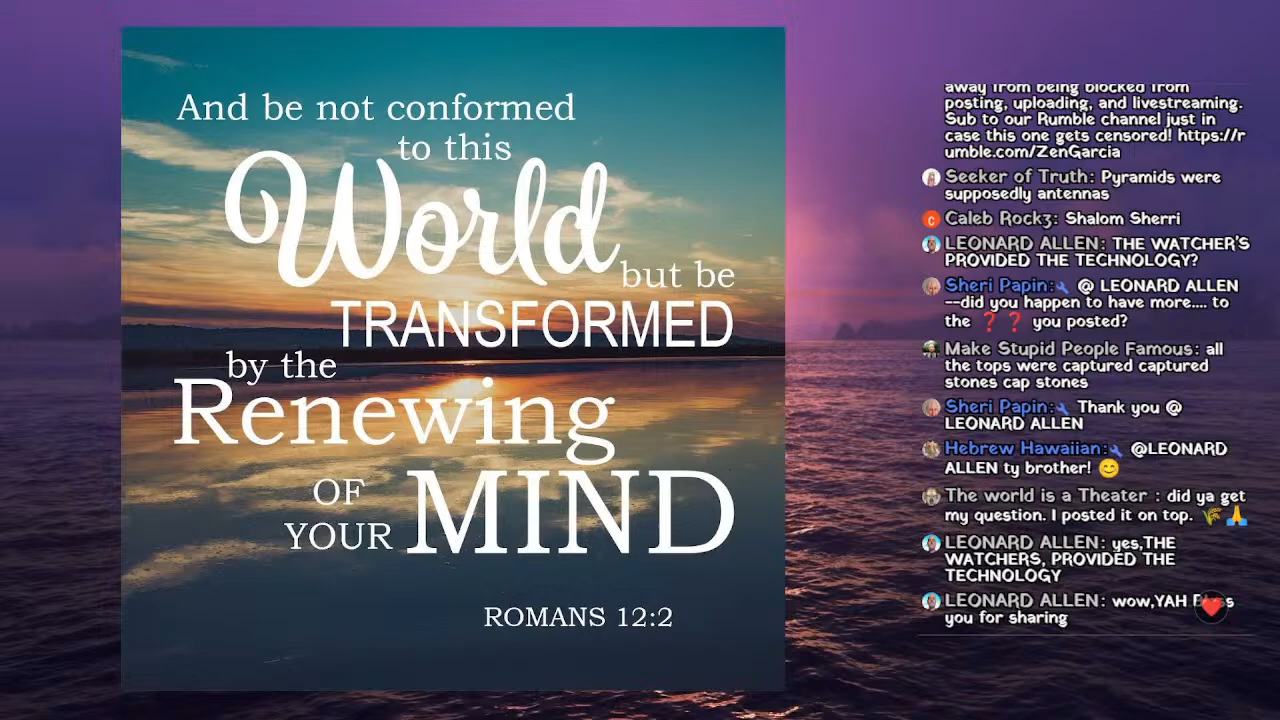 And be not conformed
to this
World
but be
TRANSFORMED
by the
Renewing
OF
YOUR MIND
ROMANS 12:2
away from being blocked from
posting, uploading, and livestreaming.
Sub to our Rumble channel just in
case this one gets censored! https://r
umble.com/ZenGarcia
Seeker of Truth: Pyramids were
supposedly antennas
Caleb Rockʒ: Shalom Sherri
LEONARD ALLEN: THE WATCHER'S
PROVIDED THE TECHNOLOGY?
Sheri Papin: @ LEONARD ALLEN
--did you happen to have more.... to
the ❓ ❓ you posted?
Make Stupid People Famous: all
the tops were captured captured
stones cap stones
Sheri Papin: Thank you @
LEONARD ALLEN
Hebrew Hawaiian: @LEONARD
ALLEN ty brother! 😊
The world is a Theater : did ya get
my question. I posted it on top. 🌾🙏
LEONARD ALLEN: yes,THE
WATCHERS, PROVIDED THE
TECHNOLOGY
LEONARD ALLEN: wow,YAH
you for sharing